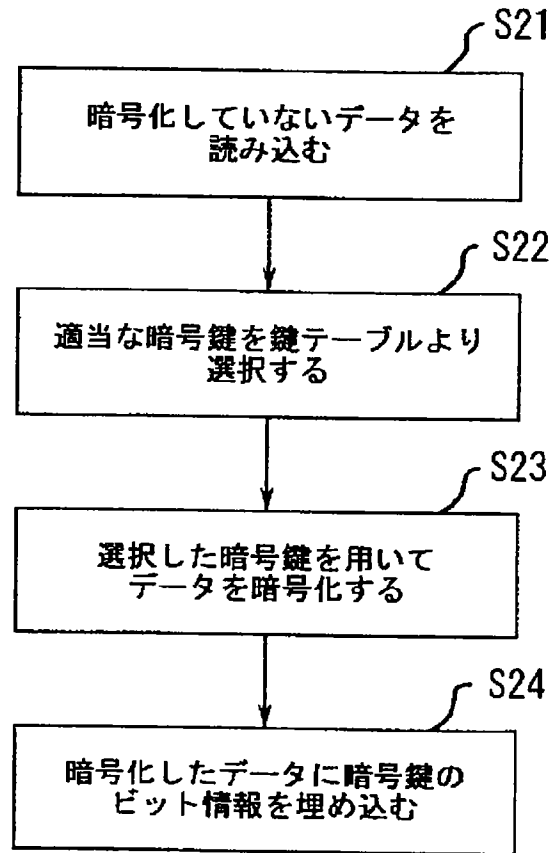 S21
暗号化していないデータを
読み込む
S22
適当な暗号鍵を鍵テーブルより
選択する
S23
選択した暗号鍵を用いて
データを暗号化する
S24
暗号化したデータに暗号鍵の
ビット情報を埋め込む